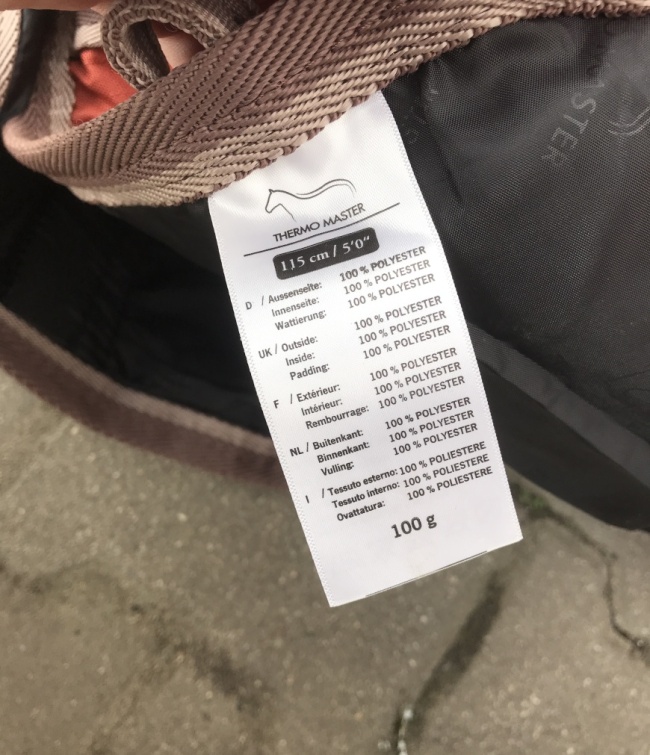 THERMO MASTER
115 cm / 5'0"
D / Aussenseite: 100 % POLYESTER
Innenseite: 100 % POLYESTER
Wattierung: 100 % POLYESTER
UK / Outside: 100 % POLYESTER
Inside: 100 % POLYESTER
Padding: 100 % POLYESTER
F / Extérieur: 100 % POLYESTER
Intérieur: 100 % POLYESTER
Rembourrage: 100 % POLYESTER
NL / Buitenkant: 100 % POLYESTER
Binnenkant: 100 % POLYESTER
Vulling: 100 % POLYESTER
I / Tessuto esterno: 100 % POLIESTERE
Tessuto interno: 100 % POLIESTERE
Ovattatura: 100 % POLIESTERE
100 g